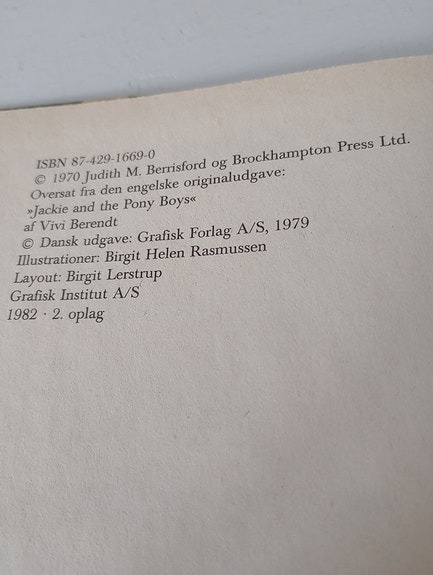 ISBN 87-429-1669-0
© 1970 Judith M. Berrisford og Brockhampton Press Ltd.
Oversat fra den engelske originaludgave:
»Jackie and the Pony Boys«
af Vivi Berendt
© Dansk udgave: Grafisk Forlag A/S, 1979
Illustrationer: Birgit Helen Rasmussen
Layout: Birgit Lerstrup
Grafisk Institut A/S
1982 · 2. oplag